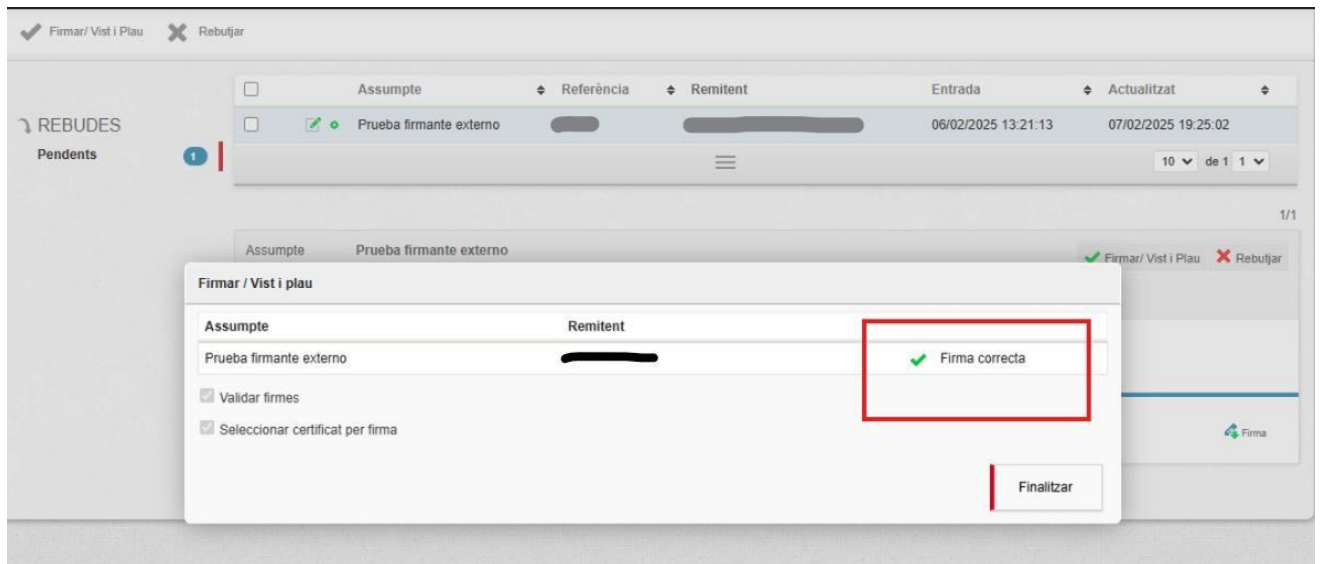 Firmar/ Vist i Plau Rebutjar
Assumpte Referència Remitent Entrada Actualitzat
REBUDES
Prueba firmante externo 06/02/2025 13:21:13 07/02/2025 19:25:02
Pendents 1
10 de 1 1
1/1
Assumpte Prueba firmante externo
Firmar/ Vist i Plau Rebutjar
Firmar / Vist i plau
Assumpte Remitent
Prueba firmante externo Firma correcta
Validar firmes
Seleccionar certificat per firma
Firma
Finalitzar